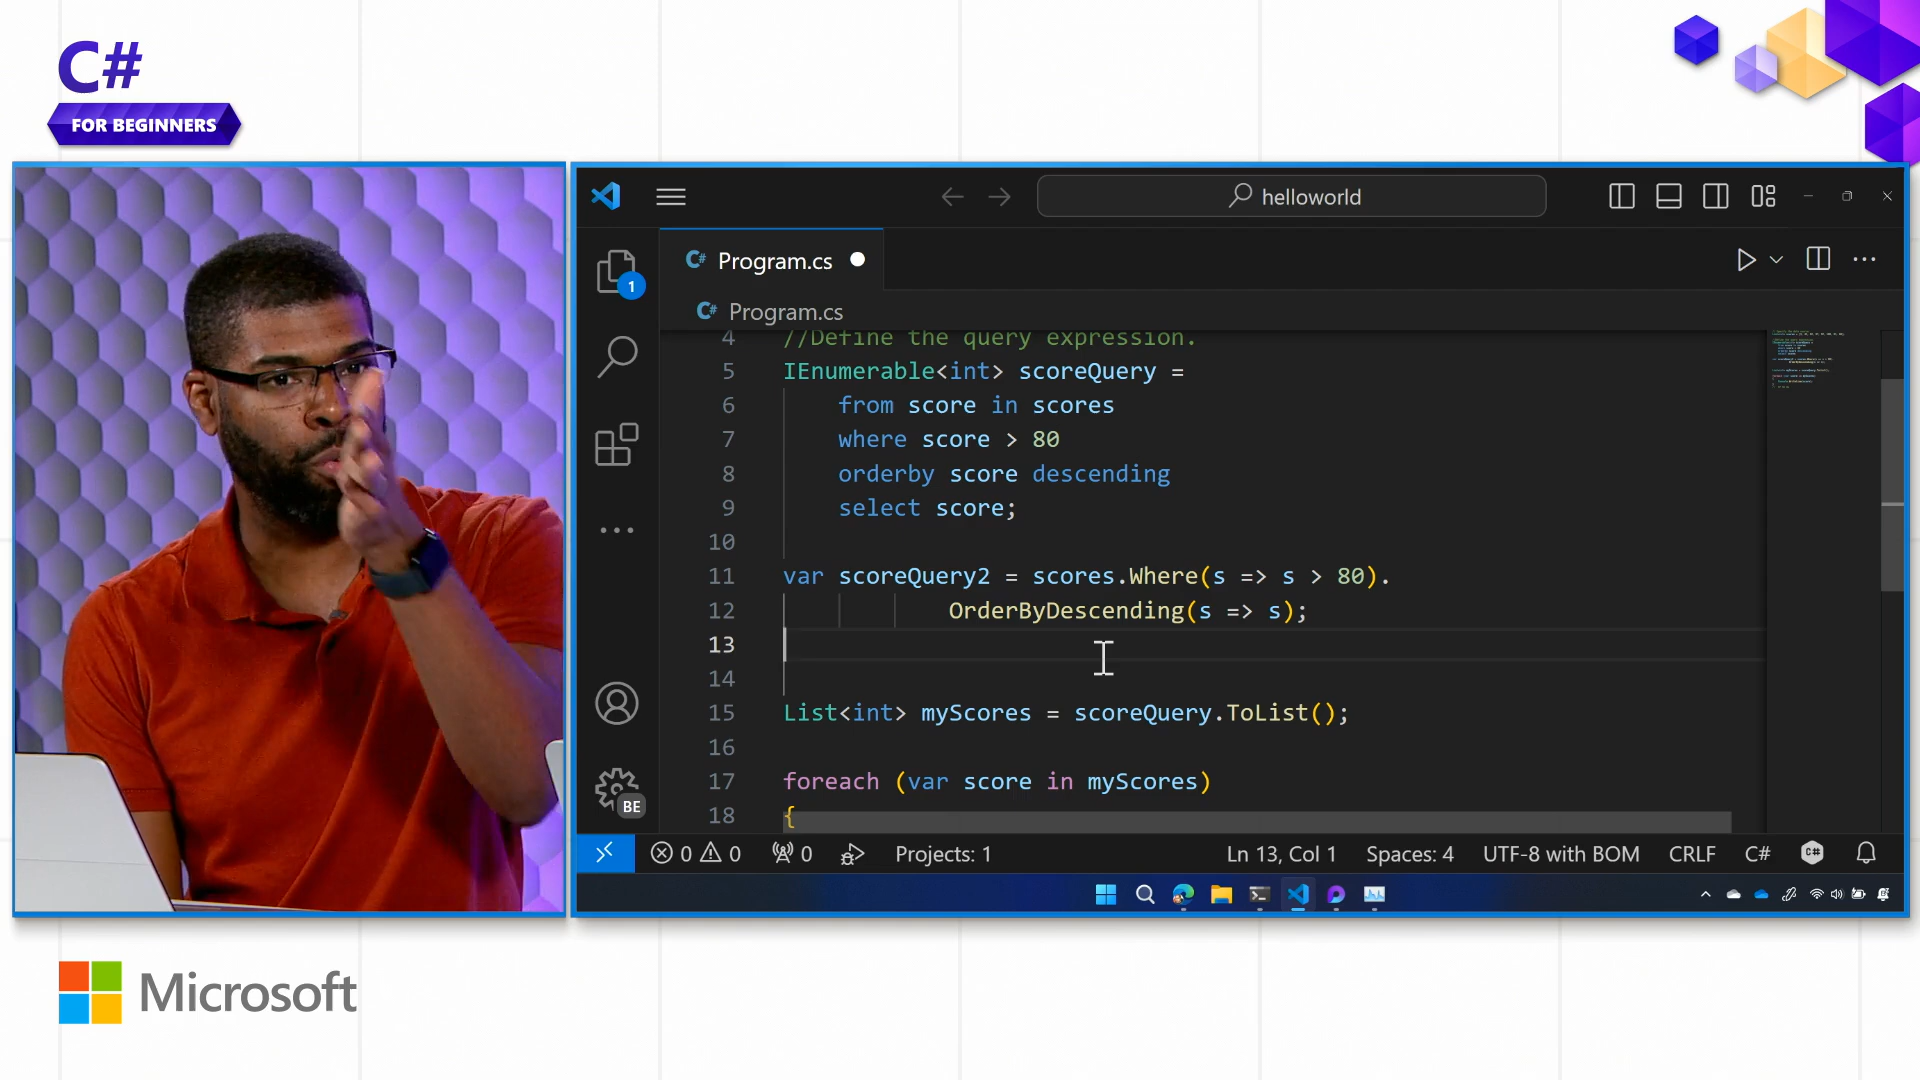 C#
FOR BEGINNERS
helloworld
C# Program.cs
C# Program.cs
1
4 //Define the query expression.
5 IEnumerable<int> scoreQuery =
6 from score in scores
7 where score > 80
8 orderby score descending
9 select score;
10
11 var scoreQuery2 = scores.Where(s => s > 80).
12 OrderByDescending(s => s);
13
14
15 List<int> myScores = scoreQuery.ToList();
16
17 foreach (var score in myScores)
18 {
BE
0 0 0 Projects: 1 Ln 13, Col 1 Spaces: 4 UTF-8 with BOM CRLF C# C#
Microsoft